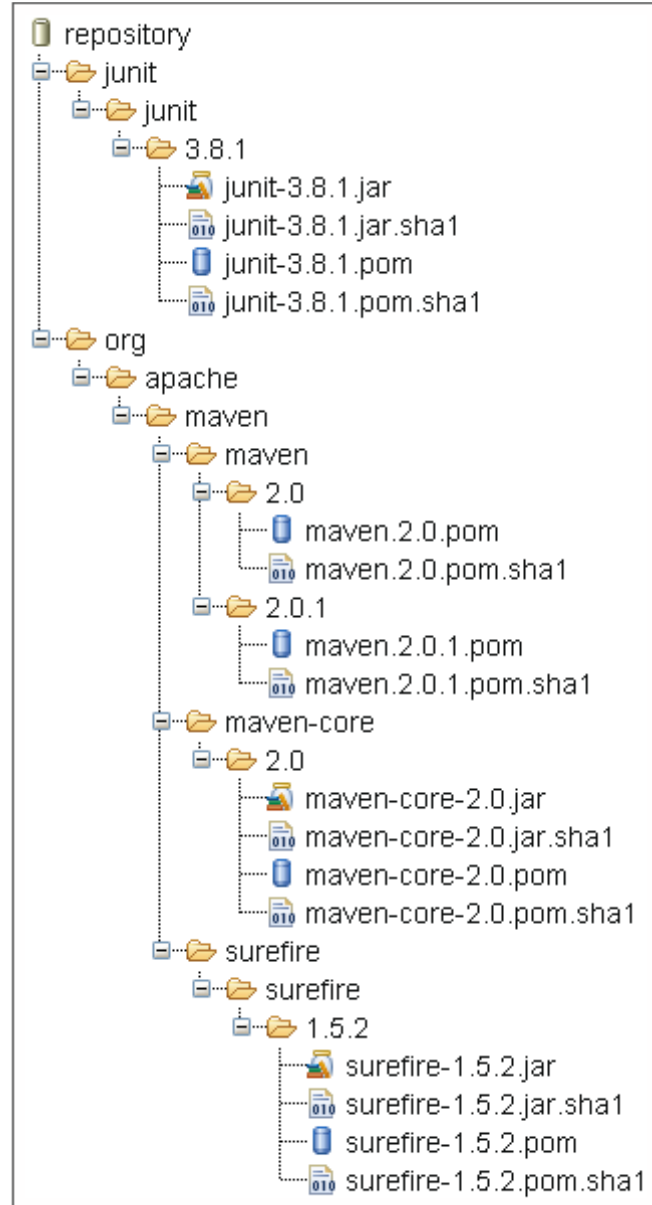 repository
junit
junit
3.8.1
junit-3.8.1.jar
junit-3.8.1.jar.sha1
junit-3.8.1.pom
junit-3.8.1.pom.sha1
org
apache
maven
maven
2.0
maven.2.0.pom
maven.2.0.pom.sha1
2.0.1
maven.2.0.1.pom
maven.2.0.1.pom.sha1
maven-core
2.0
maven-core-2.0.jar
maven-core-2.0.jar.sha1
maven-core-2.0.pom
maven-core-2.0.pom.sha1
surefire
surefire
1.5.2
surefire-1.5.2.jar
surefire-1.5.2.jar.sha1
surefire-1.5.2.pom
surefire-1.5.2.pom.sha1